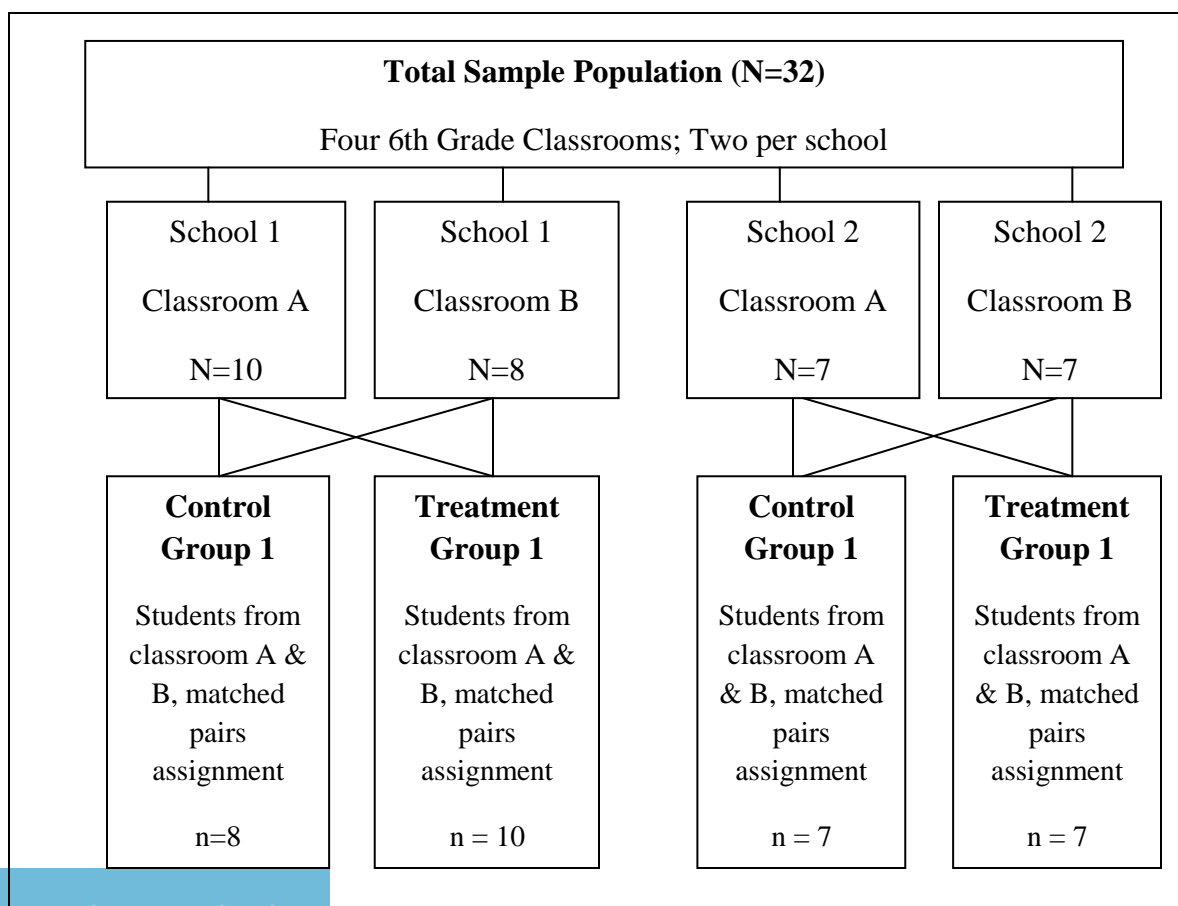 Total Sample Population (N=32)
Four 6th Grade Classrooms; Two per school
School 1
Classroom A
N=10
School 1
Classroom B
N=8
School 2
Classroom A
N=7
School 2
Classroom B
N=7
Control
Group 1
Students from
classroom A &
B, matched
pairs
assignment
n=8
Treatment
Group 1
Students from
classroom A &
B, matched
pairs
assignment
n = 10
Control
Group 1
Students from
classroom A
& B, matched
pairs
assignment
n = 7
Treatment
Group 1
Students from
classroom A
& B, matched
pairs
assignment
n = 7